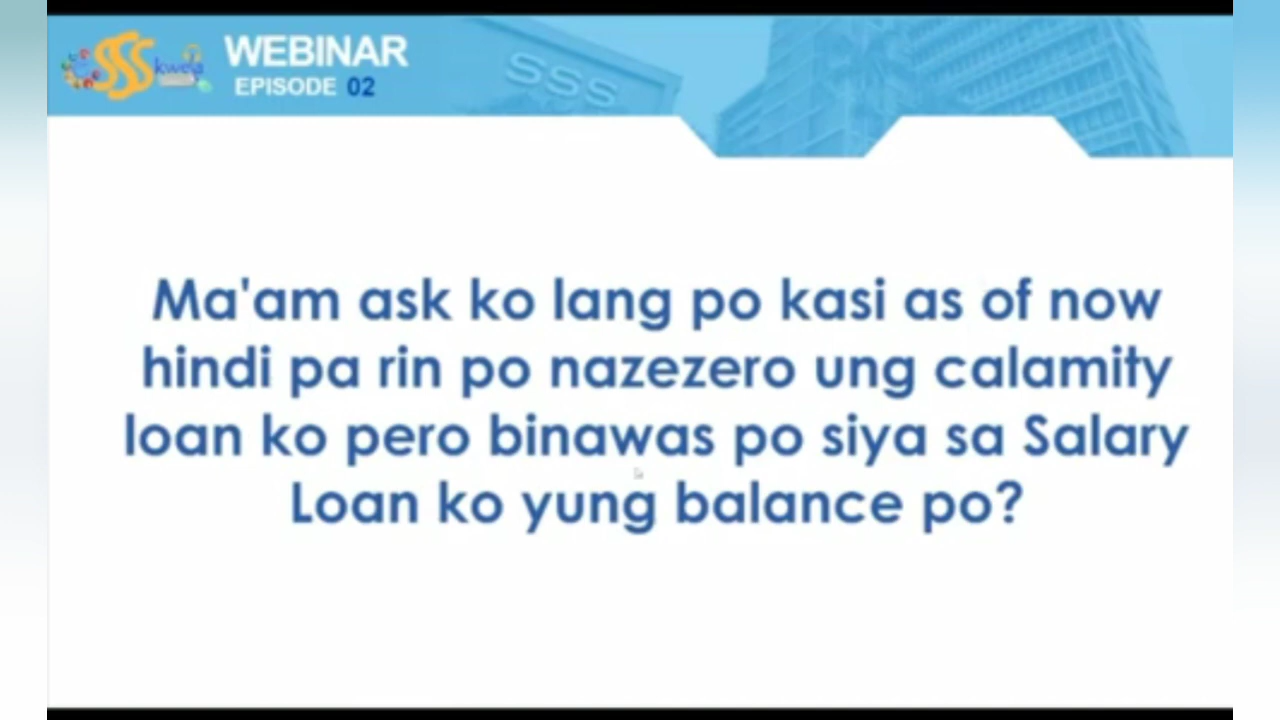 SSSkwela
WEBINAR
EPISODE 02
SSS
Ma'am ask ko lang po kasi as of now
hindi pa rin po nazezero ung calamity
loan ko pero binawas po siya sa Salary
Loan ko yung balance po?